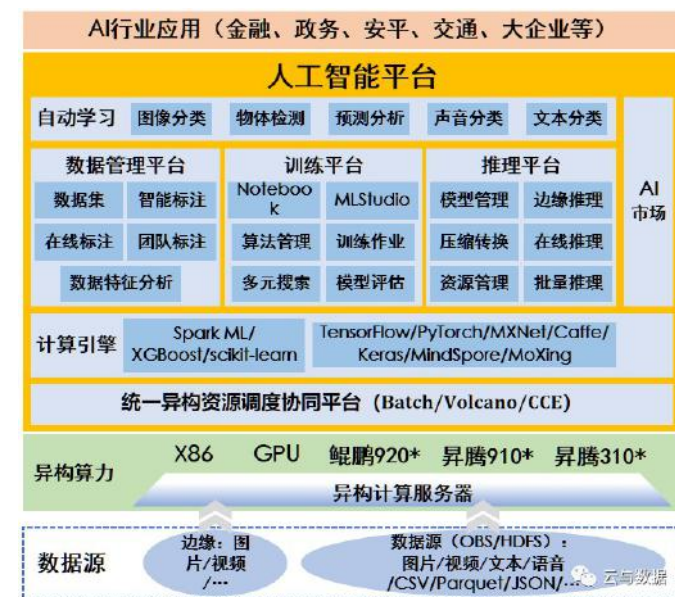 AI行业应用（金融、政务、安平、交通、大企业等）
人工智能平台
自动学习 图像分类 物体检测 预测分析 声音分类 文本分类
数据管理平台 训练平台 推理平台
AI
市场
数据集 智能标注
Noteboo
k
MLStudio
模型管理 边缘推理
在线标注 团队标注 算法管理 训练作业 压缩转换 在线推理
数据特征分析 多元搜索 模型评估 资源管理 批量推理
计算引擎
Spark ML/
XGBoost/scikit-learn
TensorFlow/PyTorch/MXNet/Caffe/
Keras/MindSpore/MoXing
统一异构资源调度协同平台（Batch/Volcano/CCE）
异构算力
X86 GPU 鲲鹏920* 昇腾910* 昇腾310*
异构计算服务器
数据源
边缘：图
片/视频
/…
数据源（OBS/HDFS）：
图片/视频/文本/语音
/CSV/Parquet/JSON/…
云与数据